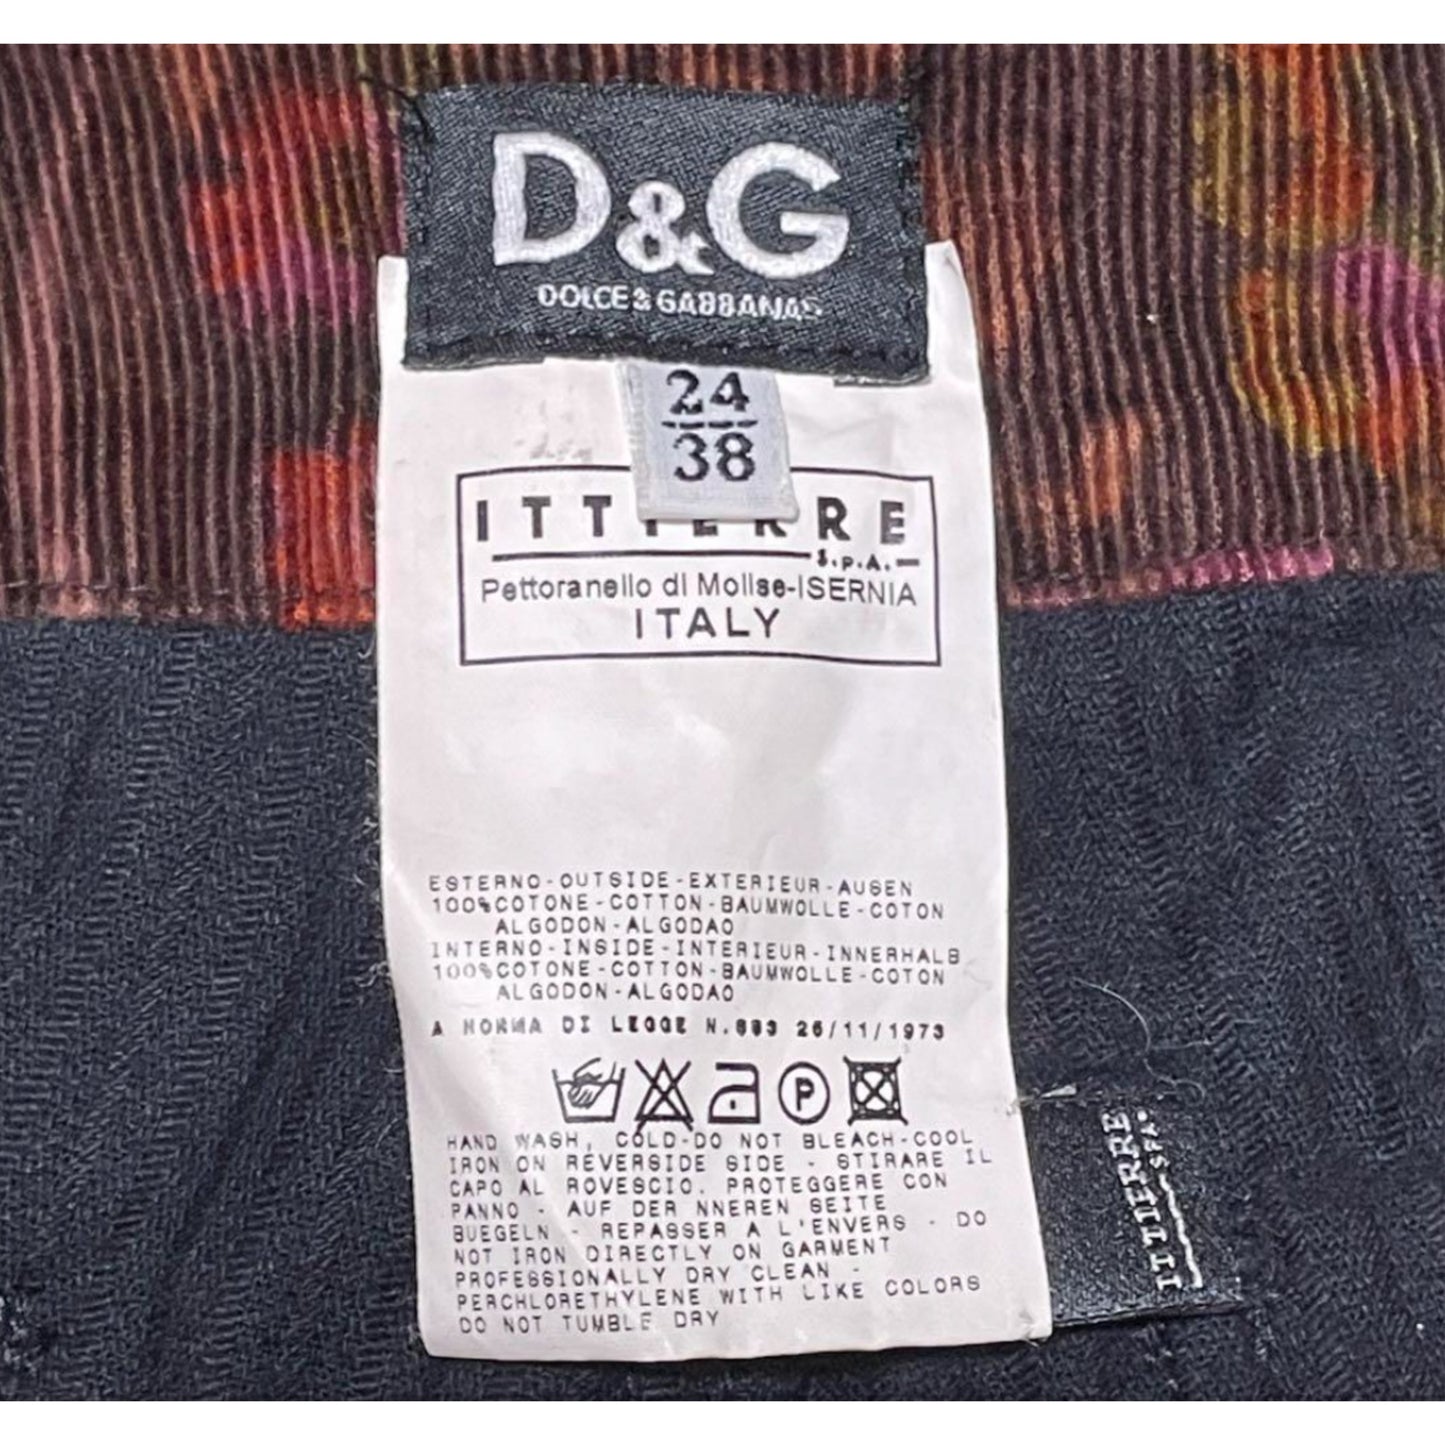 D&G
DOLCE & GABBANA
24
38
ITTIERRE
S.p.A.
Pettoranello di Molise-ISERNIA
ITALY
ESTERNO-OUTSIDE-EXTERIEUR-AUSEN
100%COTONE-COTTON-BAUMWOLLE-COTON
ALGODON-ALGODAO
INTERNO-INSIDE-INTERIEUR-INNERHALB
100%COTONE-COTTON-BAUMWOLLE-COTON
ALGODON-ALGODAO
A NORMA DI LEGGE N.883 26/11/1973
P
HAND WASH, COLD-DO NOT BLEACH-COOL
IRON ON REVERSIDE SIDE - STIRARE IL
CAPO AL ROVESCIO. PROTEGGERE CON
PANNO - AUF DER NNEREN SEITE
BUEGELN - REPASSER A L'ENVERS - DO
NOT IRON DIRECTLY ON GARMENT
PROFESSIONALLY DRY CLEAN -
PERCHLORETHYLENE WITH LIKE COLORS
DO NOT TUMBLE DRY
ITTIERRE
SPA